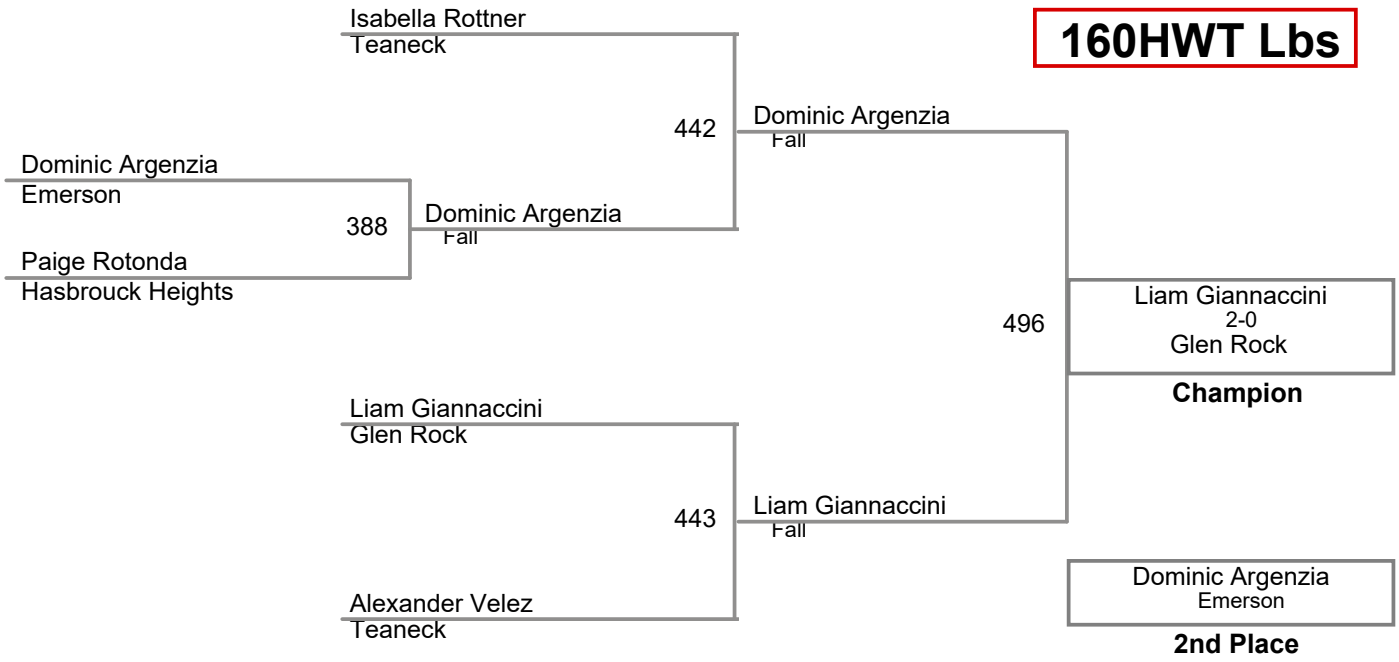 Isabella Rottner
Teaneck
160HWT Lbs
442
Dominic Argenzia
Fall
Dominic Argenzia
Emerson
388
Dominic Argenzia
Fall
Paige Rotonda
Hasbrouck Heights
496
Liam Giannaccini
2-0
Glen Rock
Champion
Liam Giannaccini
Glen Rock
443
Liam Giannaccini
Fall
Alexander Velez
Teaneck
Dominic Argenzia
Emerson
2nd Place